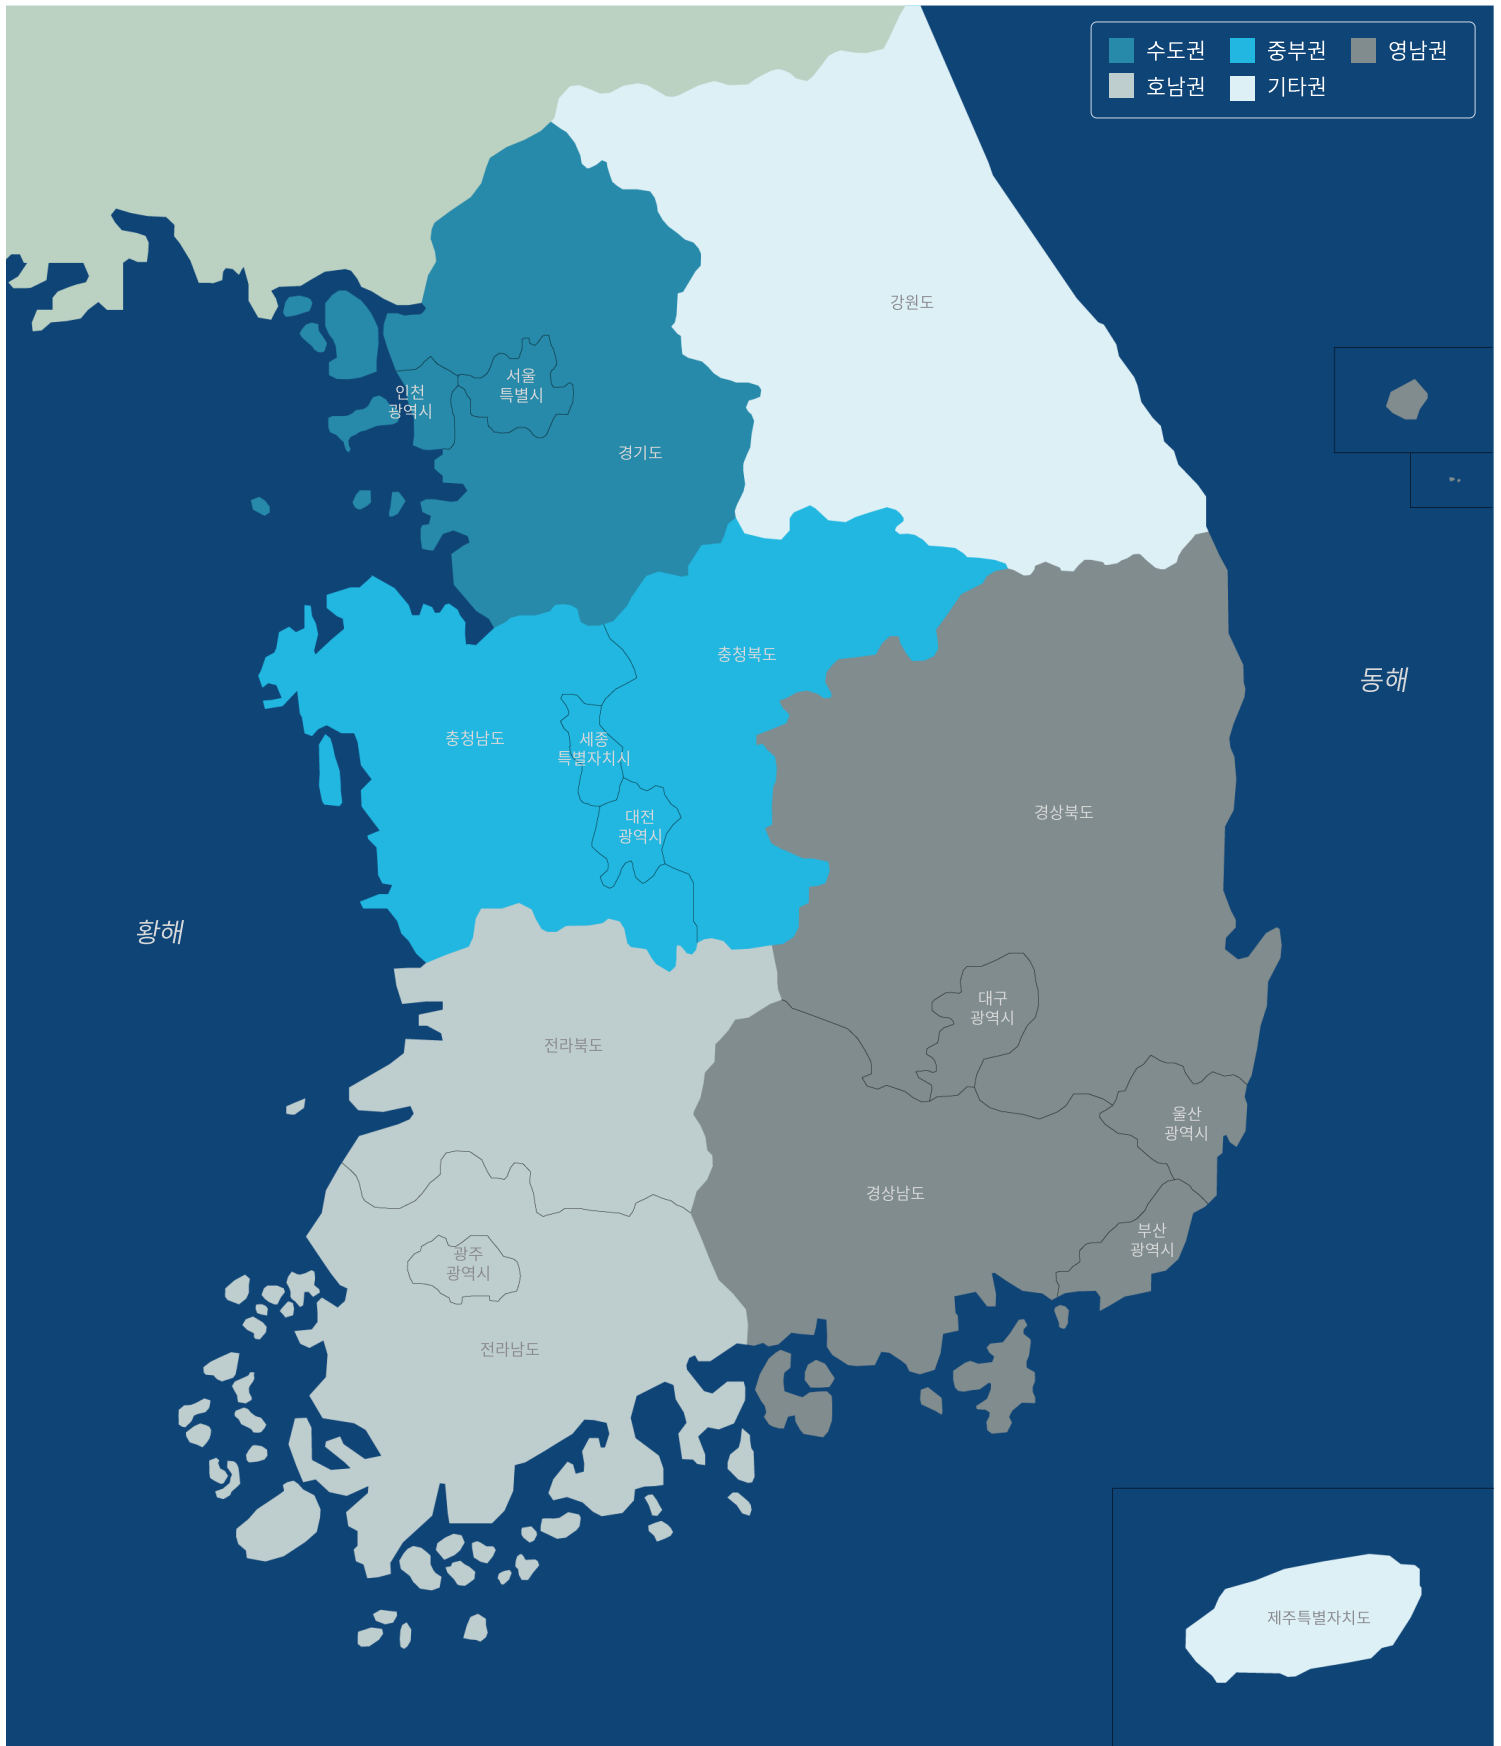 수도권
중부권
영남권
호남권
기타권
강원도
서울
특별시
인천
광역시
경기도
충청북도
동해
충청남도
세종
특별자치시
대전
광역시
경상북도
황해
대구
광역시
전라북도
울산
광역시
경상남도
부산
광역시
광주
광역시
전라남도
제주특별자치도